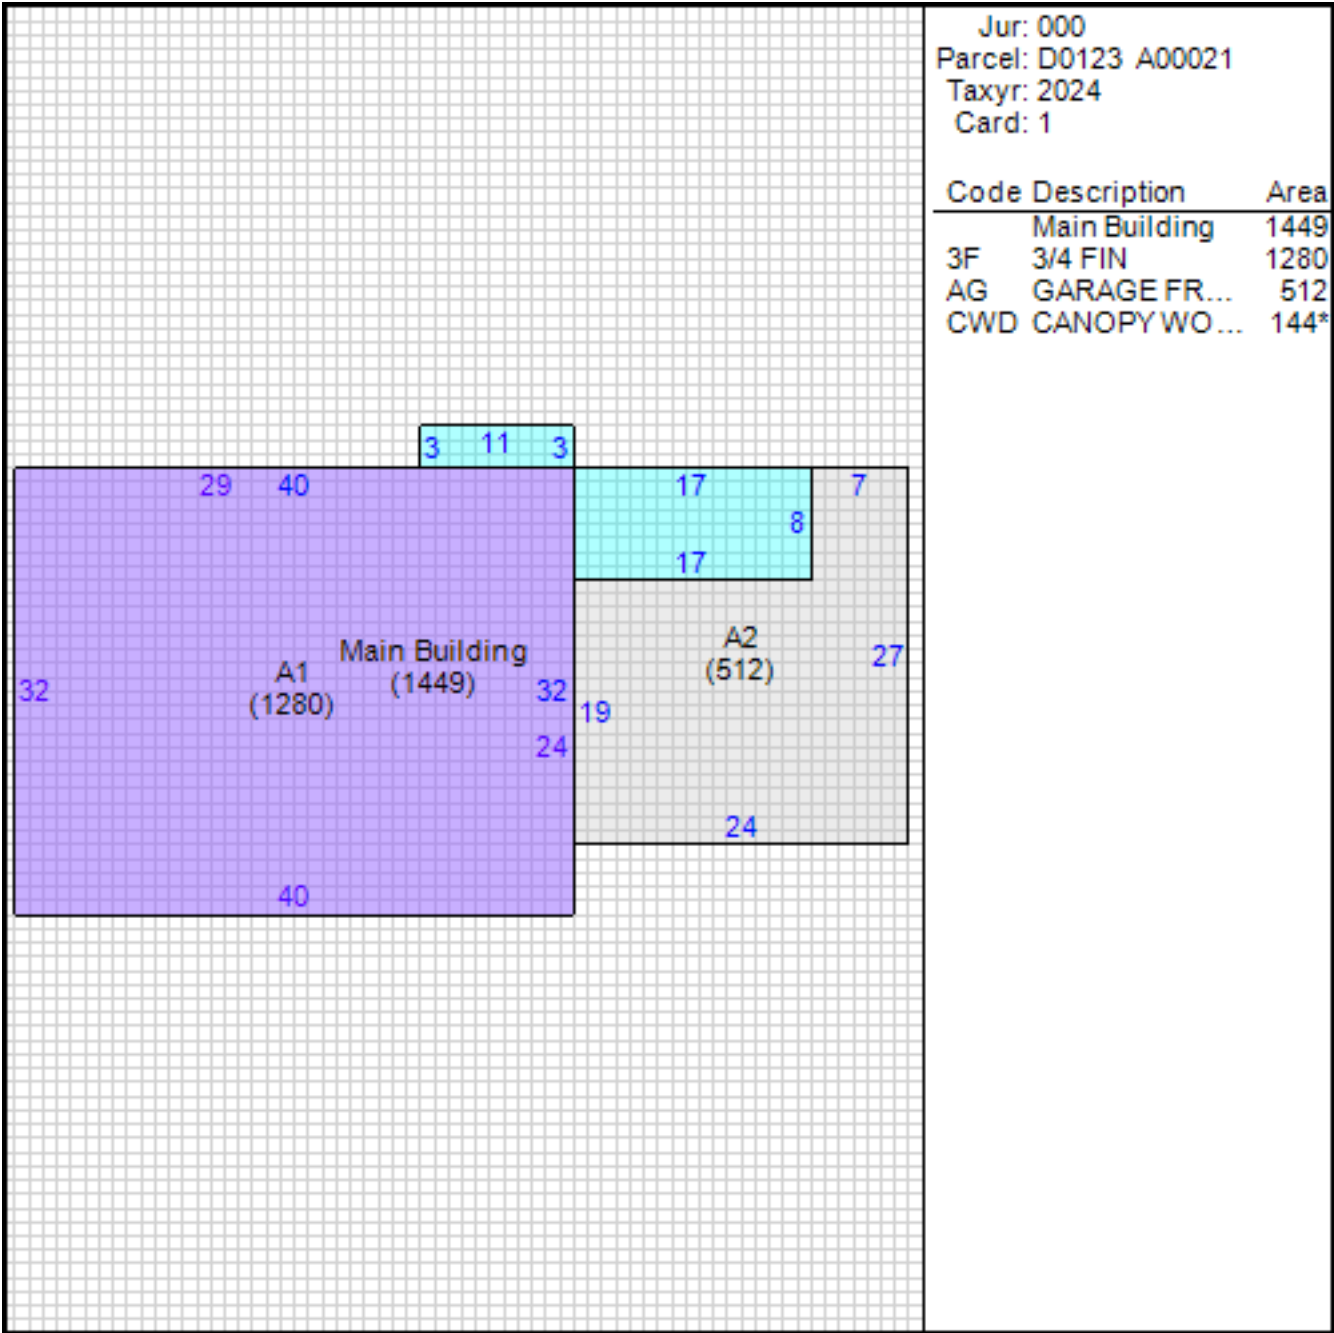 Jur: 000
Parcel: D0123 A00021
Taxyr: 2024
Card: 1
Code Description Area
Main Building 1449
3F 3/4 FIN 1280
AG GARAGE FR... 512
CWD CANOPY WO... 144*
3 11 3
29 40 17 7
8
17
A2
(512)
Main Building
(1449)
A1
(1280)
27
32 32
19
24
24
40